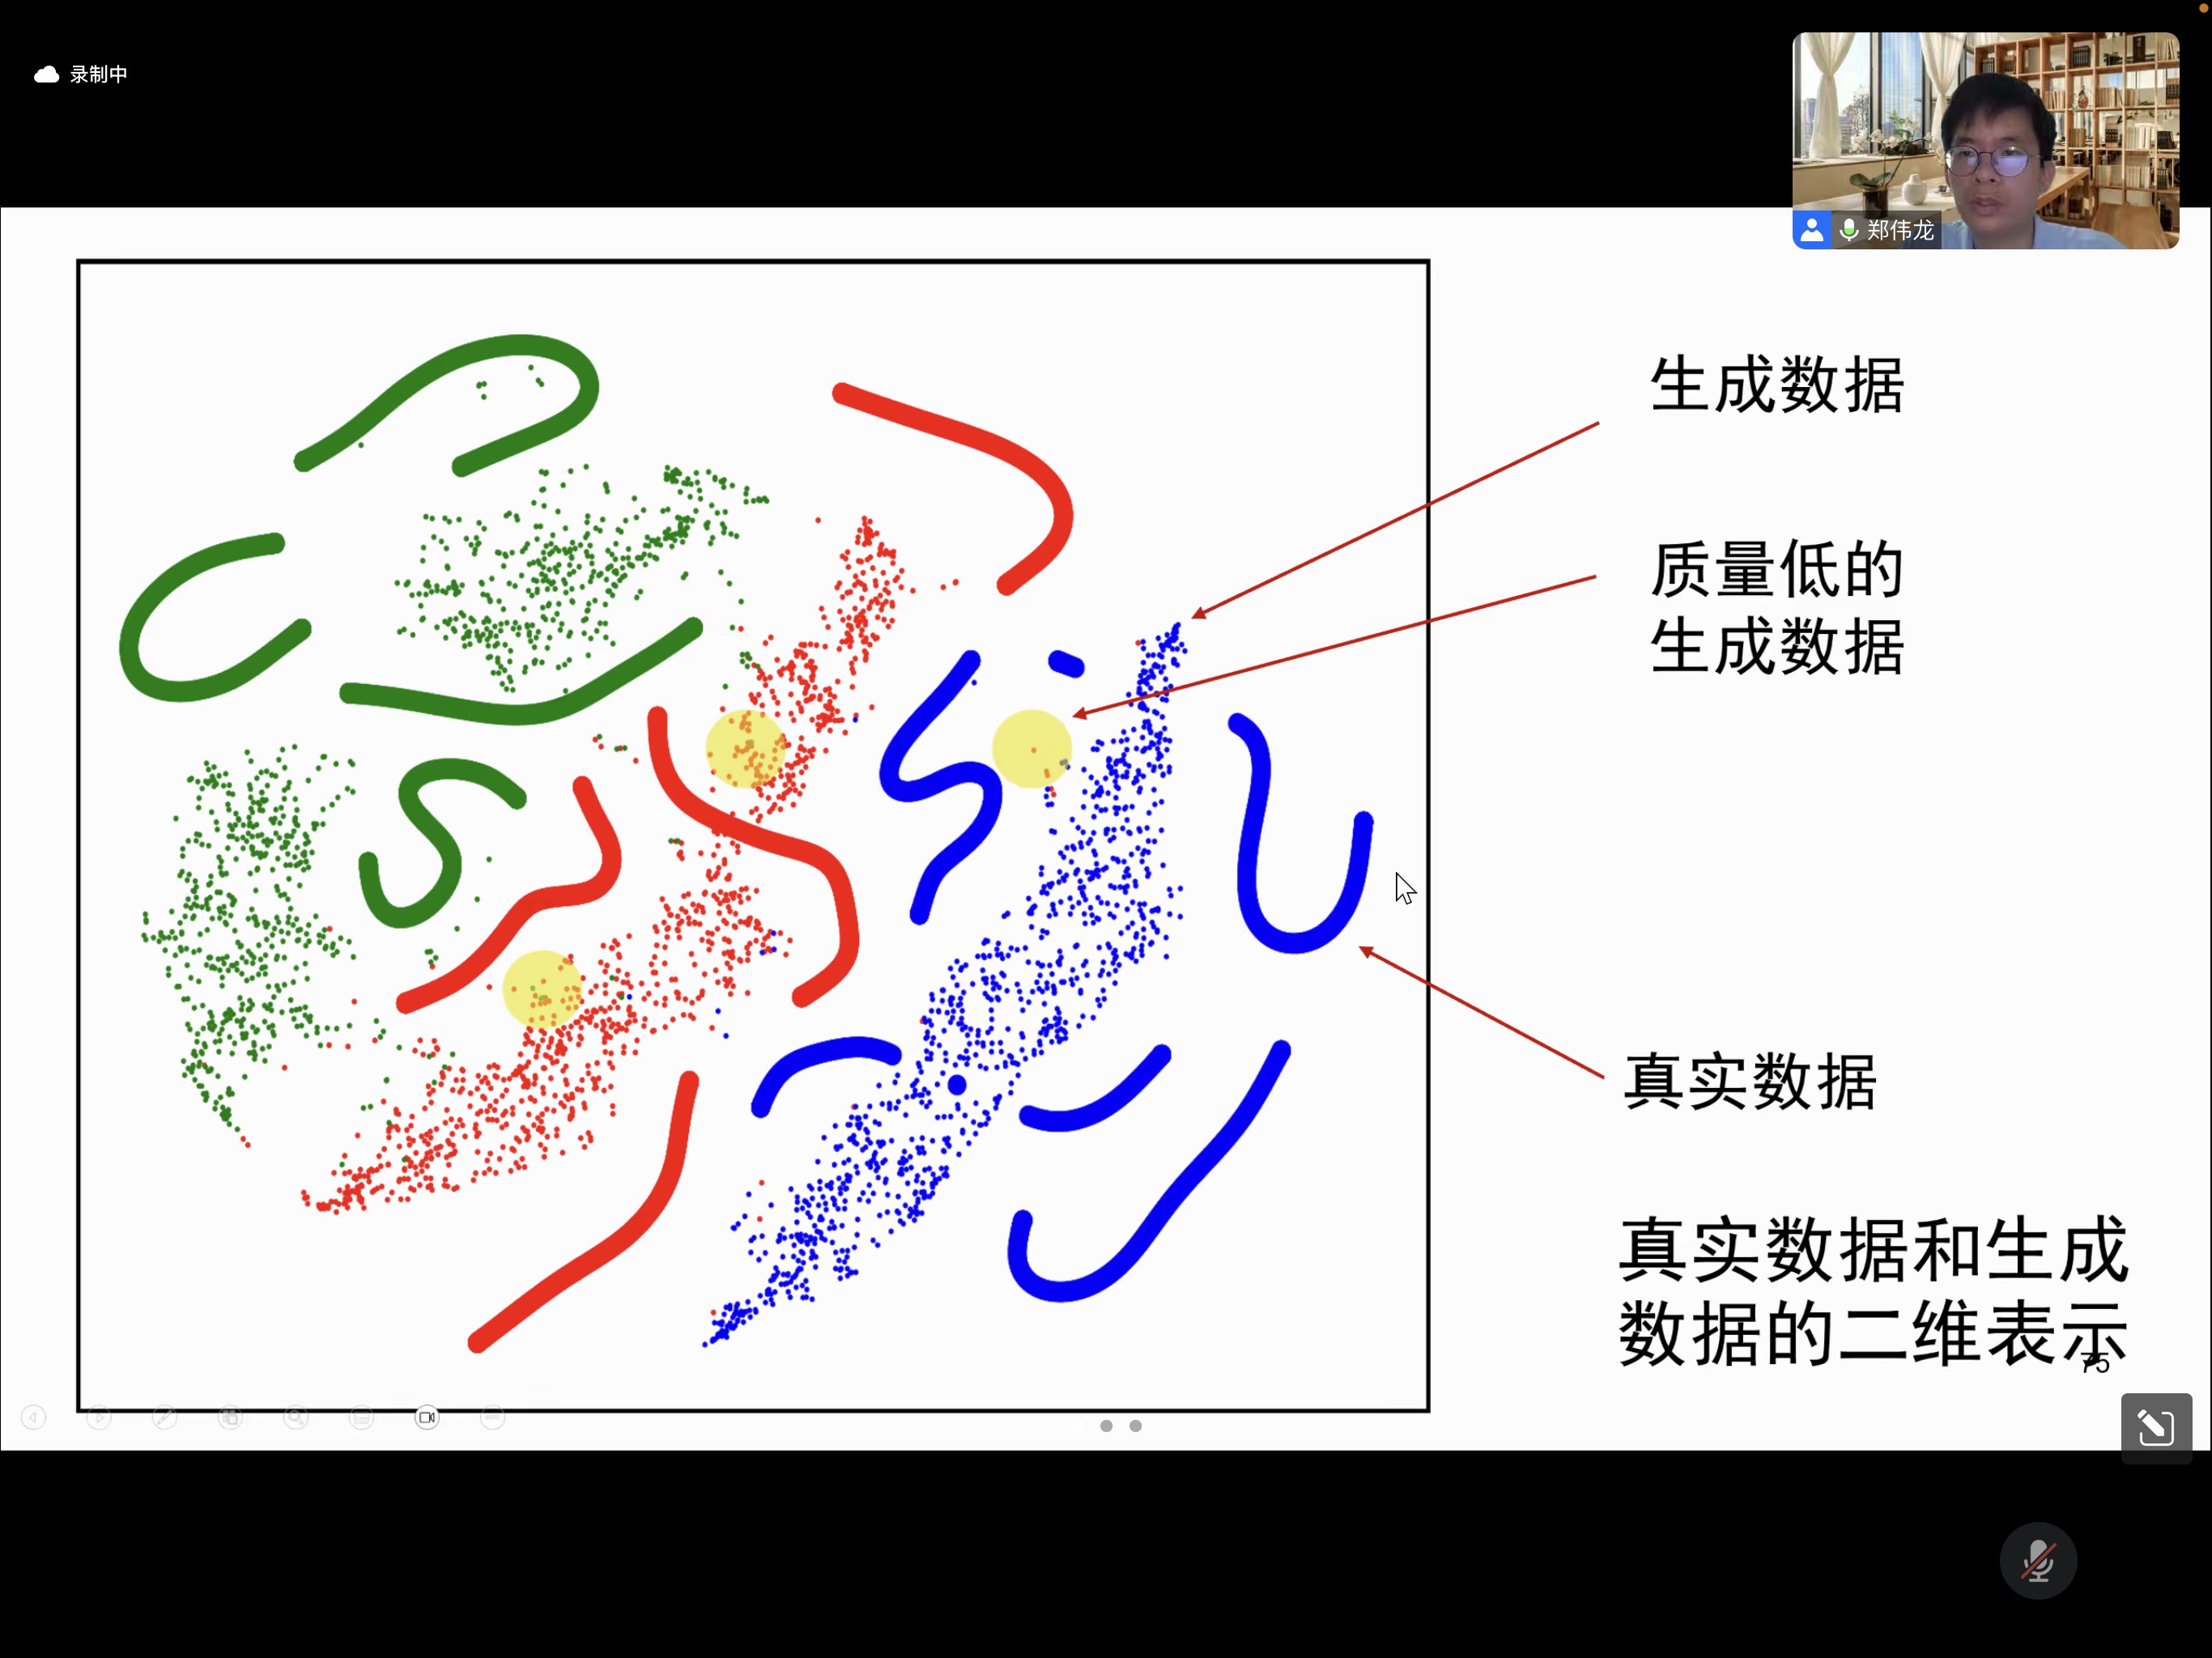 录制中
郑伟龙
生成数据
质量低的
生成数据
真实数据
真实数据和生成
数据的二维表示
75